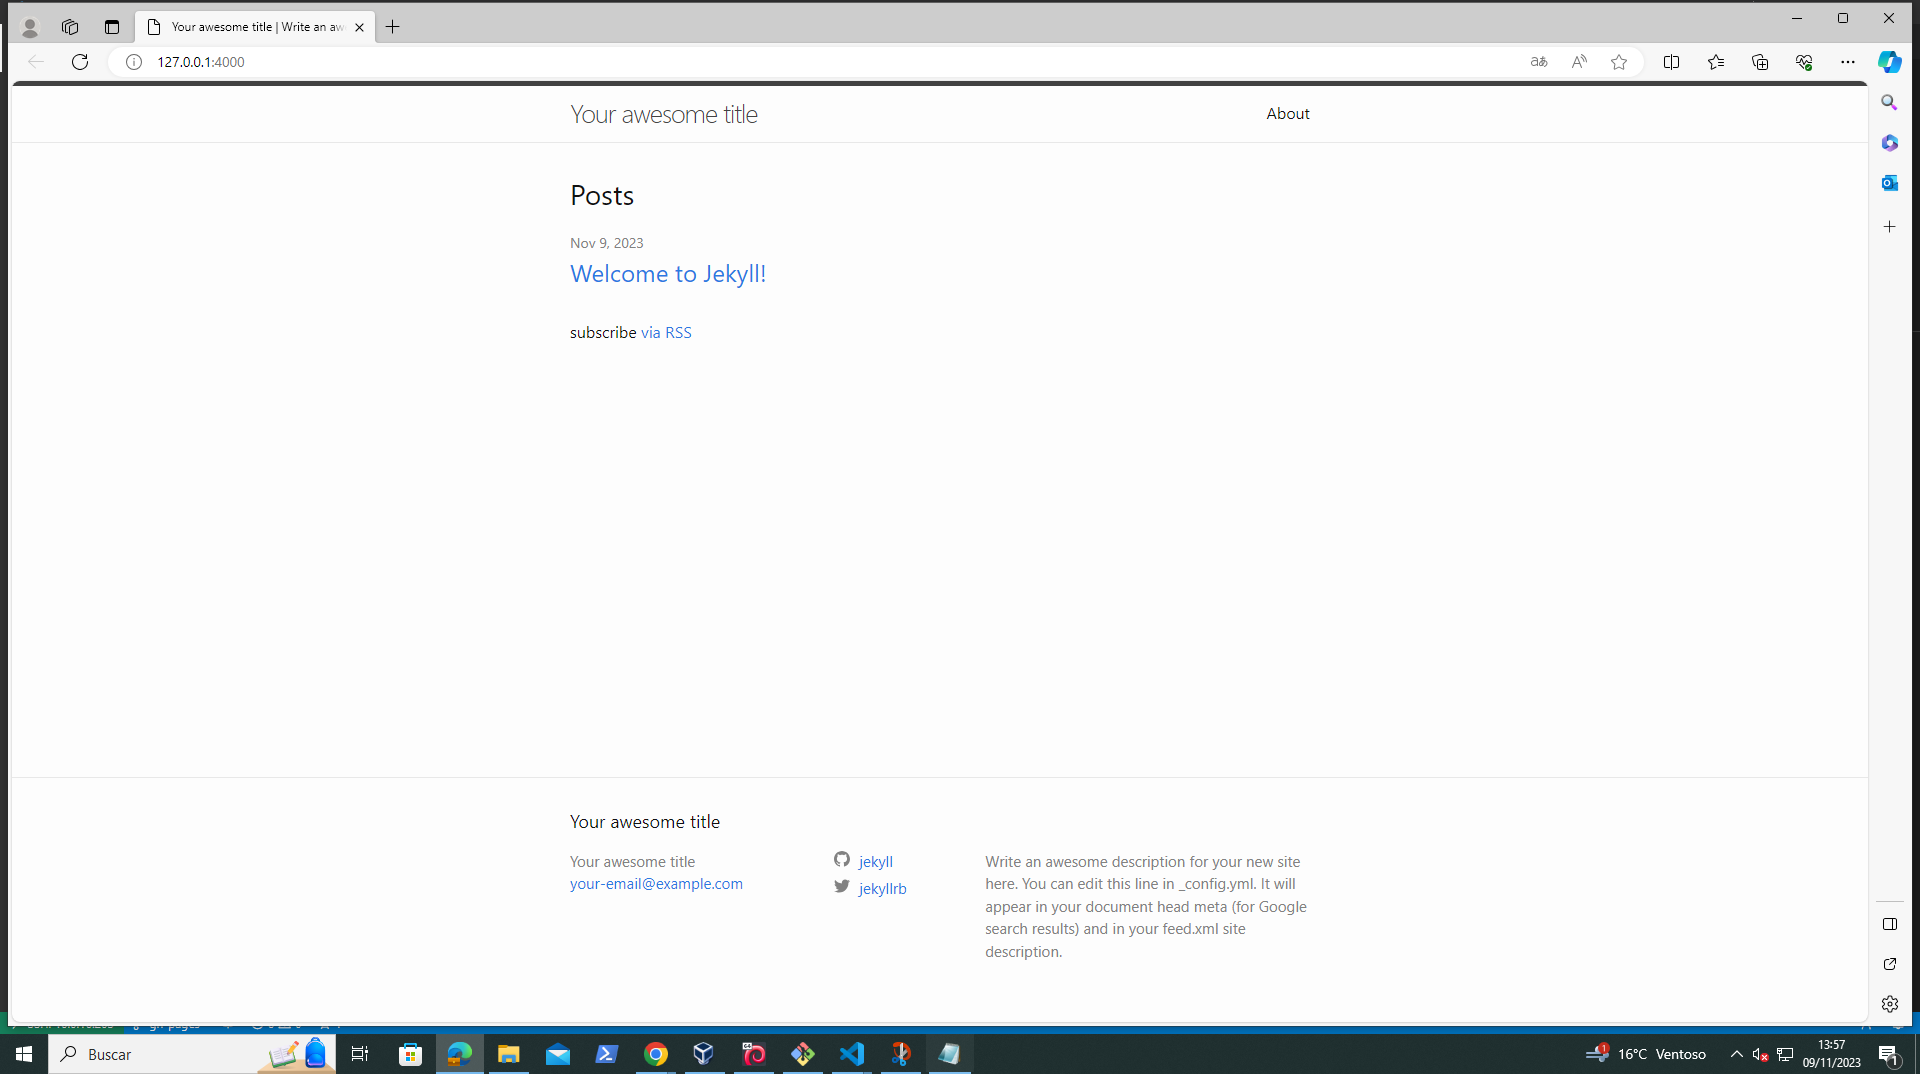 Your awesome title | Write an aw
127.0.0.1:4000
Your awesome title
About
Posts
Nov 9, 2023
Welcome to Jekyll!
subscribe via RSS
Your awesome title
Your awesome title
your-email@example.com
jekyll
jekyllrb
Write an awesome description for your new site
here. You can edit this line in _config.yml. It will
appear in your document head meta (for Google
search results) and in your feed.xml site
description.
Buscar
64
1
16°C Ventoso
13:57
09/11/2023
1